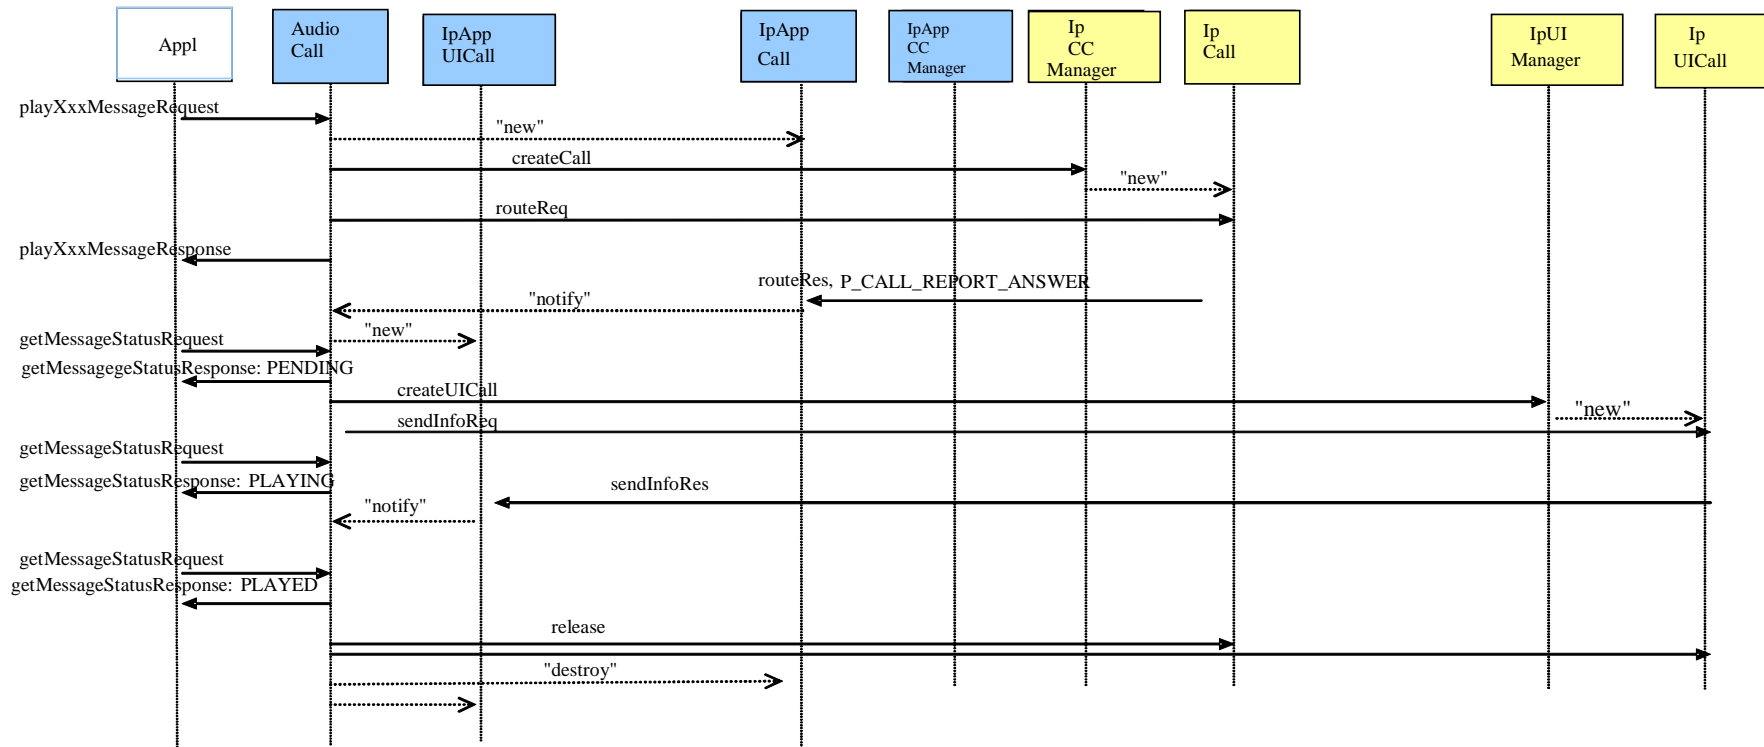 Appl
Audio
Call
IpApp
UICall
IpApp
Call
IpApp
CC
Manager
Ip
CC
Manager
Ip
Call
IpUI
Manager
Ip
UICall
playXxxMessageRequest
"new"
createCall
"new"
routeReq
playXxxMessageResponse
routeRes, P_CALL_REPORT_ANSWER
"notify"
"new"
getMessageStatusRequest
getMessagegeStatusResponse: PENDING
createUICall
"new"
sendInfoReq
getMessageStatusRequest
getMessageStatusResponse: PLAYING
sendInfoRes
"notify"
getMessageStatusRequest
getMessageStatusResponse: PLAYED
release
"destroy"